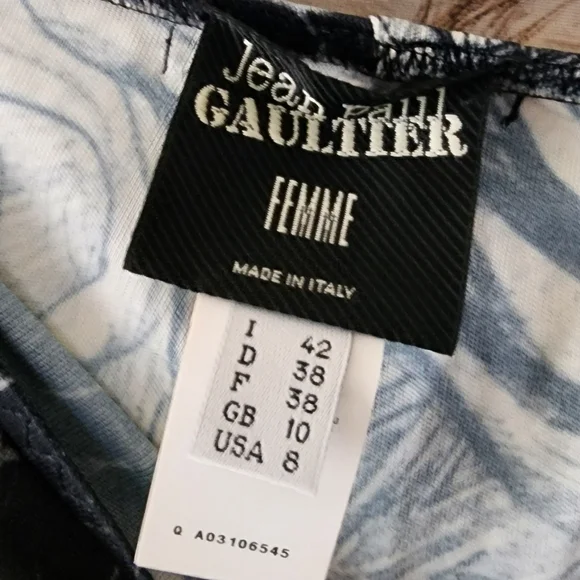 Jean Paul
GAULTIER
FEMME
MADE IN ITALY
I 42
D 38
F 38
GB 10
USA 8
Q A03106545